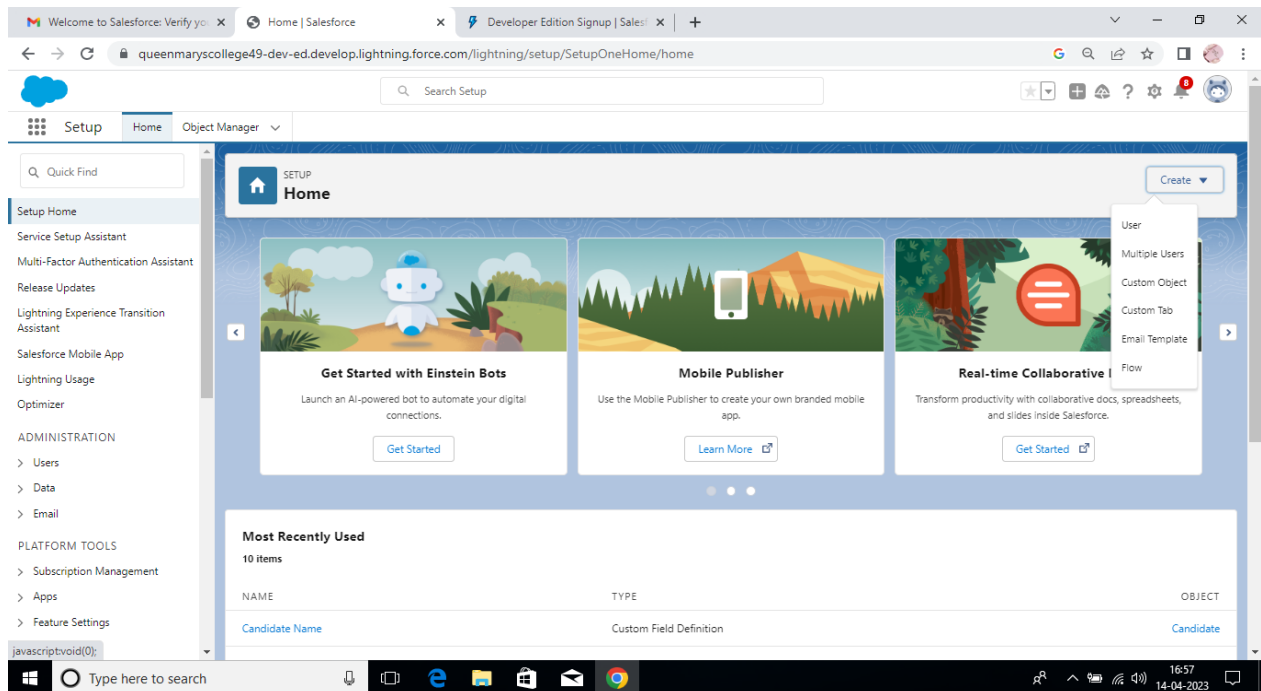 Welcome to Salesforce: Verify you
Home | Salesforce
Developer Edition Signup | Salesf
queenmaryscollege49-dev-ed.develop.lightning.force.com/lightning/setup/SetupOneHome/home
Search Setup
8
Setup
Home
Object Manager
Quick Find
Setup Home
Service Setup Assistant
Multi-Factor Authentication Assistant
Release Updates
Lightning Experience Transition
Assistant
Salesforce Mobile App
Lightning Usage
Optimizer
ADMINISTRATION
Users
Data
Email
PLATFORM TOOLS
Subscription Management
Apps
Feature Settings
javascript:void(0);
SETUP
Home
Create
User
Multiple Users
Custom Object
Custom Tab
Email Template
Flow
Get Started with Einstein Bots
Launch an AI-powered bot to automate your digital
connections.
Get Started
Mobile Publisher
Use the Mobile Publisher to create your own branded mobile
app.
Learn More
Real-time Collaborative
Transform productivity with collaborative docs, spreadsheets,
and slides inside Salesforce.
Get Started
Most Recently Used
10 items
NAME TYPE OBJECT
Candidate Name Custom Field Definition Candidate
Type here to search
16:57
14-04-2023